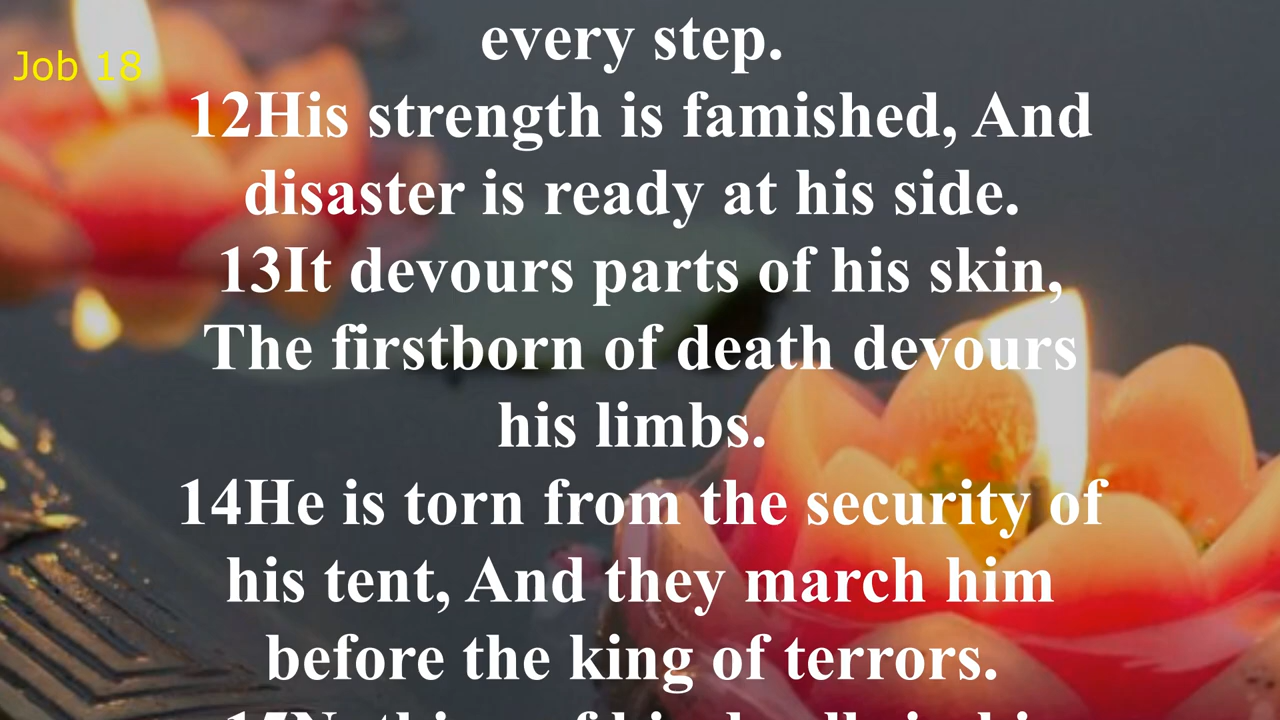 Job 18
every step.
12His strength is famished, And
disaster is ready at his side.
13It devours parts of his skin,
The firstborn of death devours
his limbs.
14He is torn from the security of
his tent, And they march him
before the king of terrors.